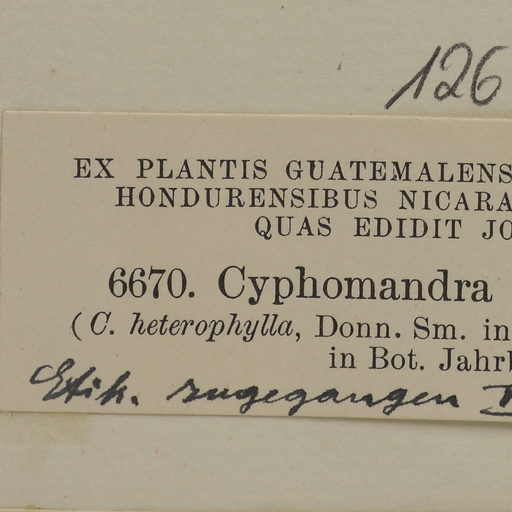 126
EX PLANTIS GUATEMALENS
HONDURENSIBUS NICARA
QUAS EDIDIT JO
6670. Cyphomandra
(C. heterophylla, Donn. Sm. in
in Bot. Jahrb
Etik. zugegangen